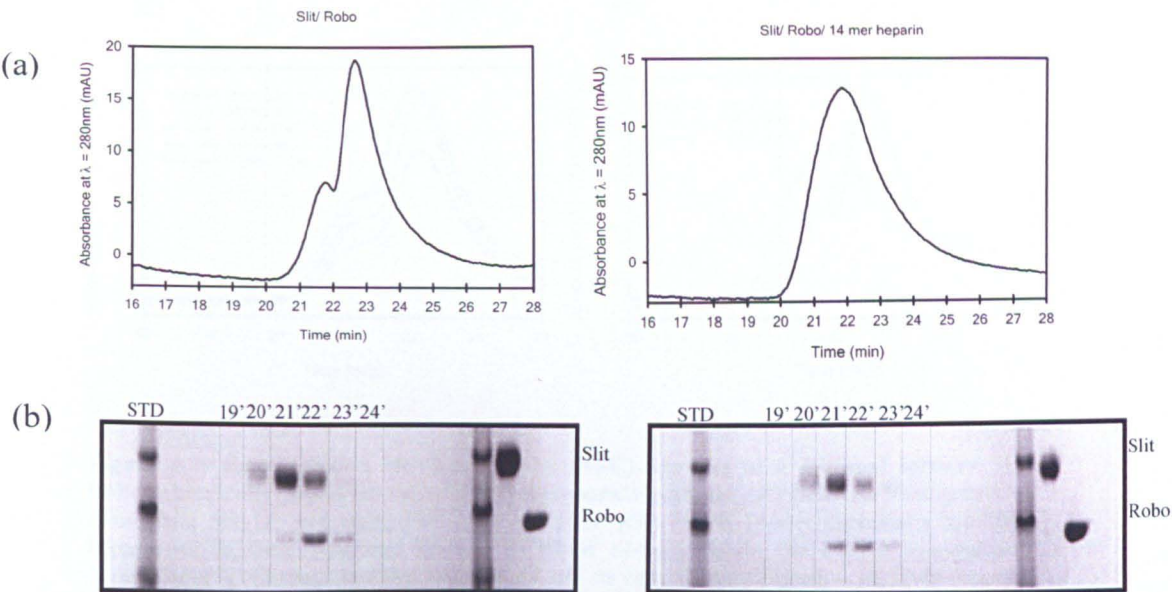 (a)
Slit/ Robo
Absorbance at λ = 280nm (mAU)
20
15
10
5
0
16 17 18 19 20 21 22 23 24 25 26 27 28
Time (min)
Slit/ Robo/ 14 mer heparin
Absorbance at λ = 280nm (mAU)
15
10
5
0
16 17 18 19 20 21 22 23 24 25 26 27 28
Time (min)
(b)
STD 19' 20' 21' 22' 23' 24'
Slit
Robo
STD 19' 20' 21' 22' 23' 24'
Slit
Robo